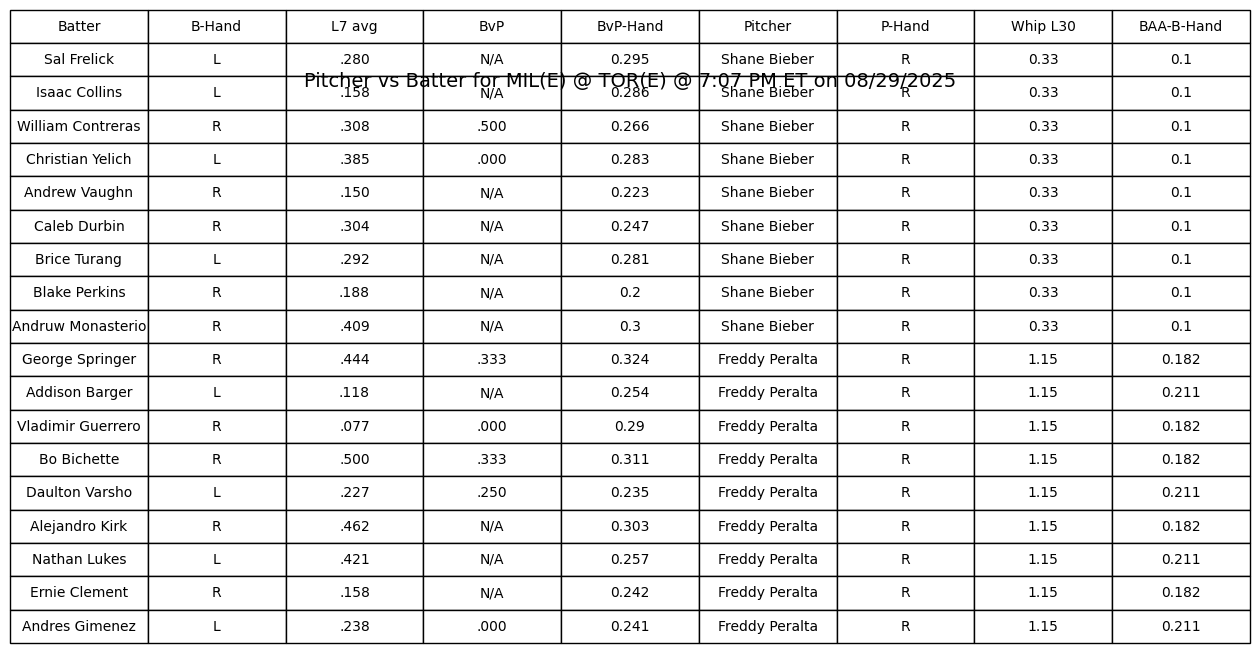 Batter B-Hand L7 avg BvP BvP-Hand Pitcher P-Hand Whip L30 BAA-B-Hand
Sal Frelick L .280 N/A 0.295 Shane Bieber R 0.33 0.1
Pitcher vs Batter for MIL(E) @ TOR(E) @ 7:07 PM ET on 08/29/2025
Isaac Collins L .158 N/A 0.286 Shane Bieber R 0.33 0.1
William Contreras R .308 .500 0.266 Shane Bieber R 0.33 0.1
Christian Yelich L .385 .000 0.283 Shane Bieber R 0.33 0.1
Andrew Vaughn R .150 N/A 0.223 Shane Bieber R 0.33 0.1
Caleb Durbin R .304 N/A 0.247 Shane Bieber R 0.33 0.1
Brice Turang L .292 N/A 0.281 Shane Bieber R 0.33 0.1
Blake Perkins R .188 N/A 0.2 Shane Bieber R 0.33 0.1
Andruw Monasterio R .409 N/A 0.3 Shane Bieber R 0.33 0.1
George Springer R .444 .333 0.324 Freddy Peralta R 1.15 0.182
Addison Barger L .118 N/A 0.254 Freddy Peralta R 1.15 0.211
Vladimir Guerrero R .077 .000 0.29 Freddy Peralta R 1.15 0.182
Bo Bichette R .500 .333 0.311 Freddy Peralta R 1.15 0.182
Daulton Varsho L .227 .250 0.235 Freddy Peralta R 1.15 0.211
Alejandro Kirk R .462 N/A 0.303 Freddy Peralta R 1.15 0.182
Nathan Lukes L .421 N/A 0.257 Freddy Peralta R 1.15 0.211
Ernie Clement R .158 N/A 0.242 Freddy Peralta R 1.15 0.182
Andres Gimenez L .238 .000 0.241 Freddy Peralta R 1.15 0.211